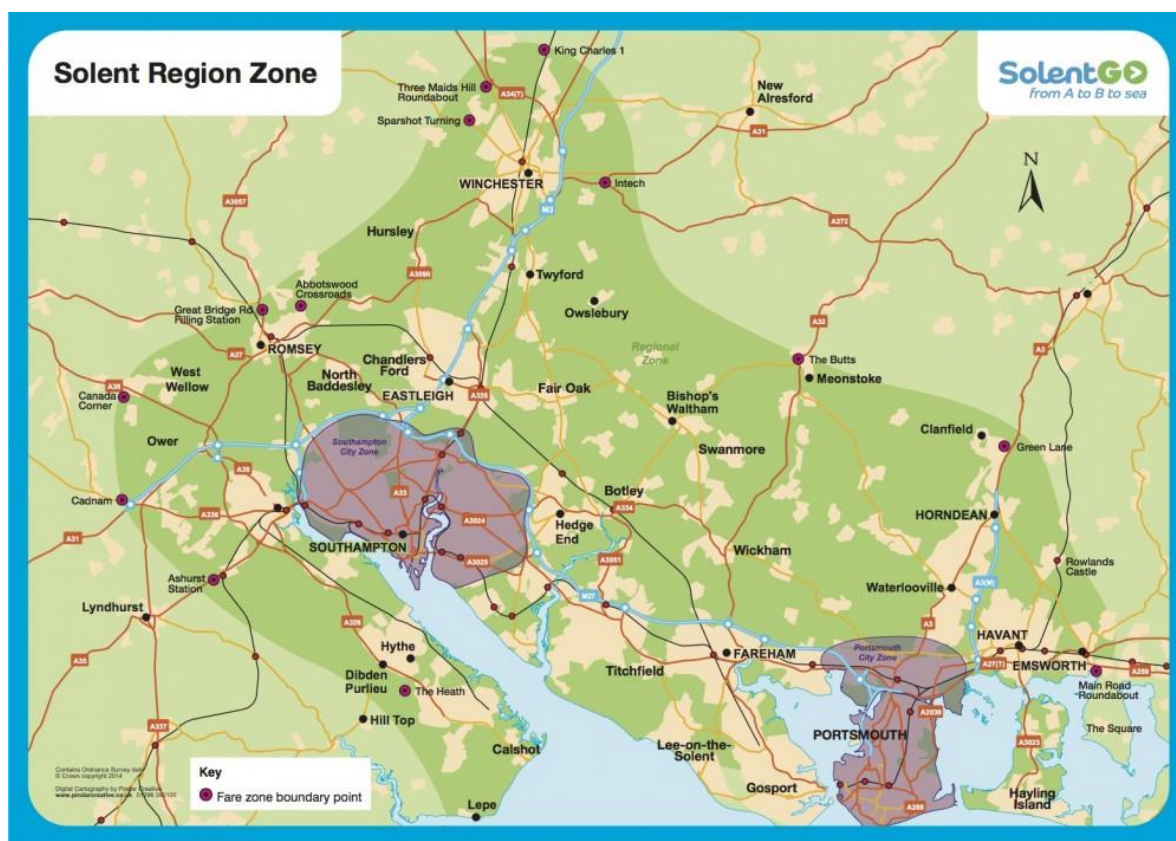 Solent Region Zone
SolentGO
from A to B to sea
King Charles 1
Three Maids Hill
Roundabout
A34(T)
New
Alresford
Sparshot Turning
A31
N
WINCHESTER
Intech
A3057
M3
A272
Hursley
A3090
Twyford
Abbotswood
Crossroads
Great Bridge Rd
Filling Station
Owslebury
A32
ROMSEY
Regional
Zone
A3
A27
Chandlers
Ford
The Butts
West
Wellow
North
Baddesley
Meonstoke
A36
Fair Oak
Canada
Corner
EASTLEIGH
A335
Bishop's
Waltham
Clanfield
Ower
Southampton
City Zone
Swanmore
Green Lane
A36
Cadnam
A33
Botley
A336
A3024
A334
HORNDEAN
A31
Hedge
End
SOUTHAMPTON
Wickham
A3025
A3051
Rowlands
Castle
Ashurst
Station
Waterlooville
A3(M)
M27
Lyndhurst
A326
A3
HAVANT
Hythe
FAREHAM
Portsmouth
City Zone
A35
A27(T)
EMSWORTH
A259
Dibden
Purlieu
Titchfield
Main Road
Roundabout
The Heath
A2030
Hill Top
PORTSMOUTH
The Square
A337
Calshot
Lee-on-the-
Solent
A3023
Gosport
Hayling
Island
A288
Lepe
Contains Ordnance Survey data
© Crown copyright 2014
Digital Cartography by Pindar Creative
www.pindarcreative.co.uk
Key
Fare zone boundary point